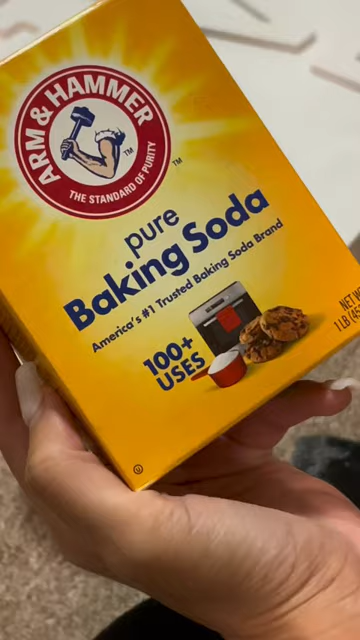 ARM & HAMMER
TM
THE STANDARD OF PURITY
TM
pure
Baking Soda
America's #1 Trusted Baking Soda Brand
100+
USES
NET
1 LB
U